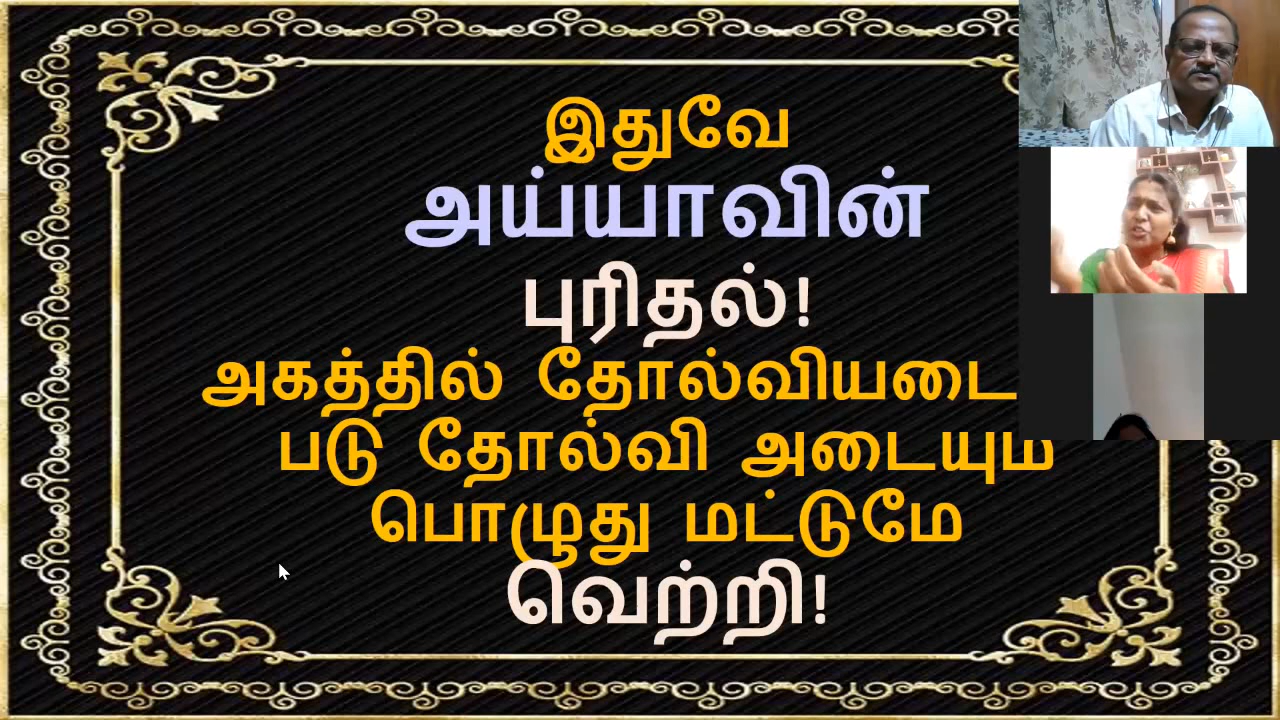 இதுவே
அய்யாவின்
புரிதல்!
அகத்தில் தோல்வியடை
படு தோல்வி அடையும்
பொழுது மட்டுமே
வெற்றி!